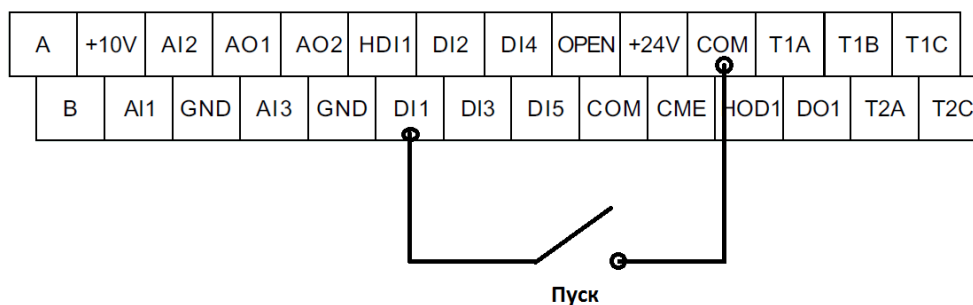 A +10V AI2 AO1 AO2 HDI1 DI2 DI4 OPEN +24V COM T1A T1B T1C
B AI1 GND AI3 GND DI1 DI3 DI5 COM CME HOD1 DO1 T2A T2C
Пуск